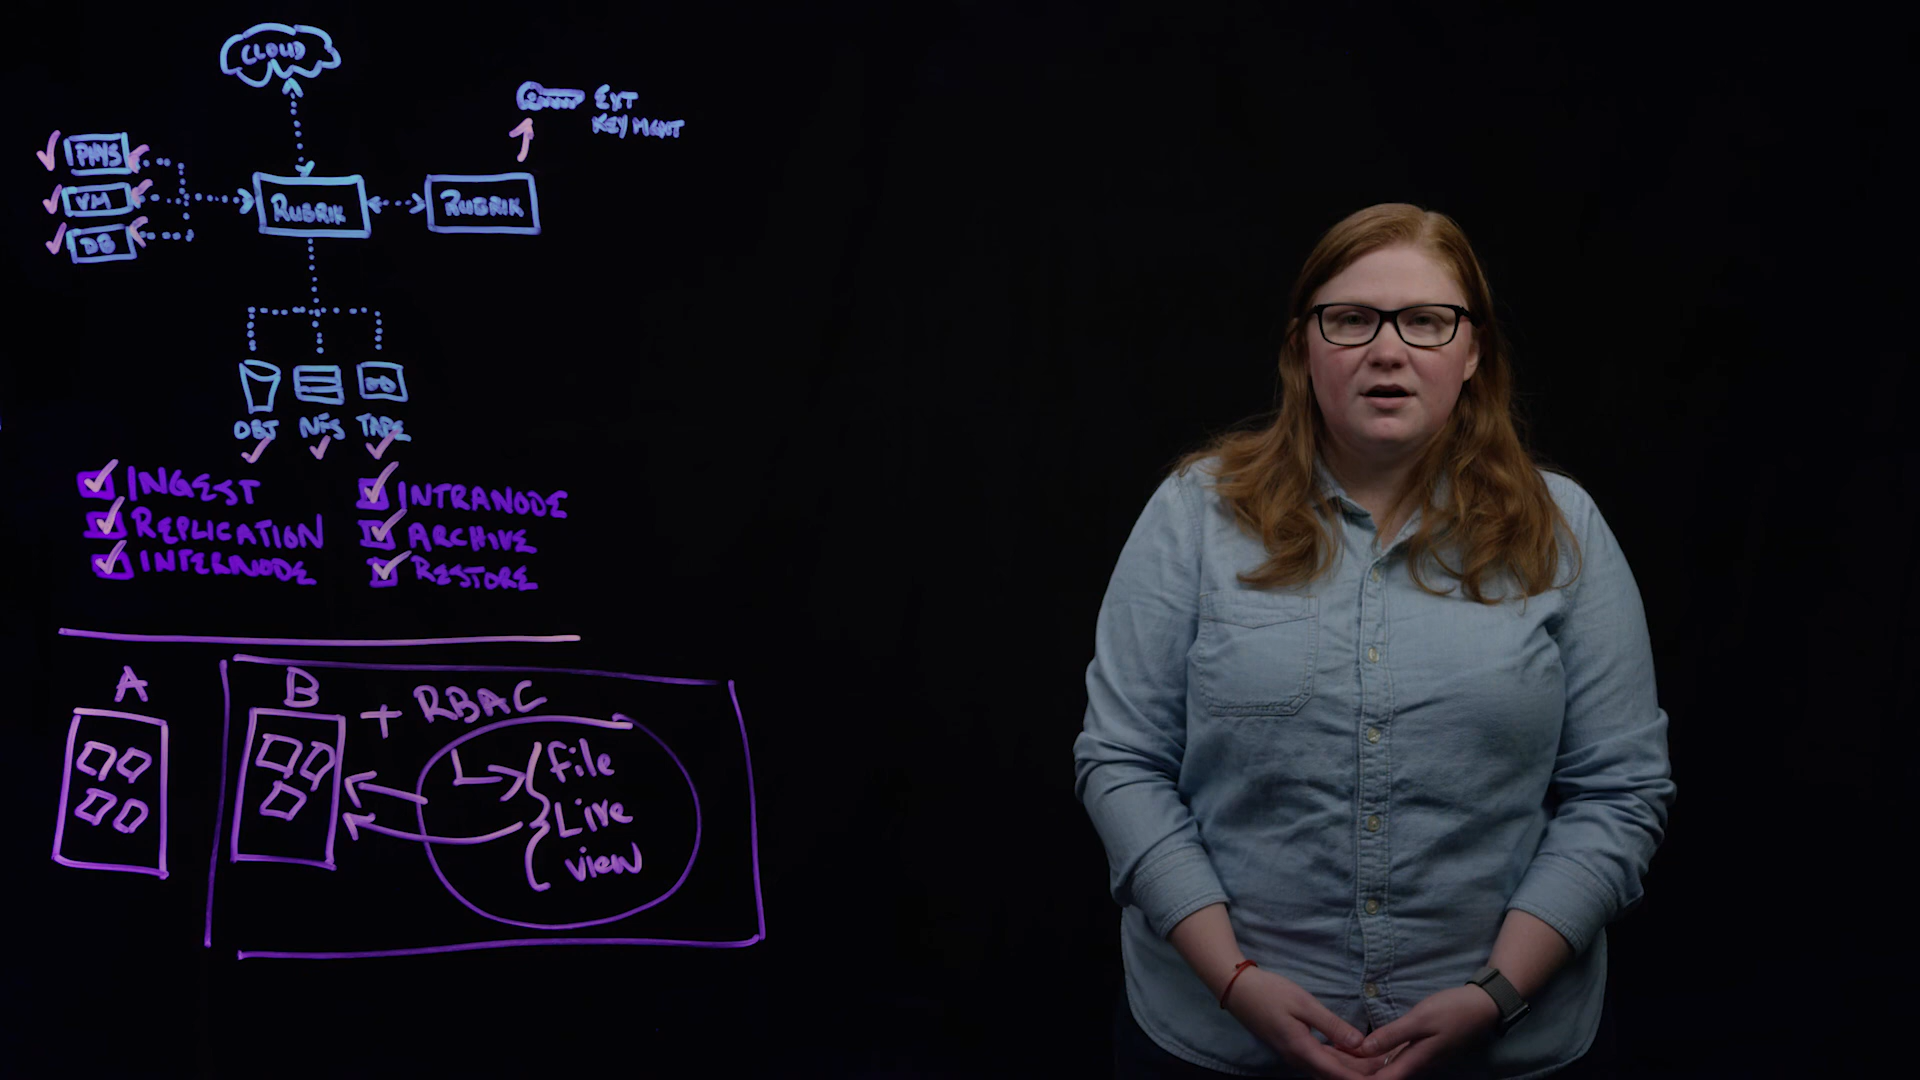 CLOUD
EXT
KEY MGMT
PHYS
VM
DB
RUBRIK
RUBRIK
OBJ NFS TAPE
INGEST
REPLICATION
INTERNODE
INTRANODE
ARCHIVE
RESTORE
A
B
+ RBAC
file
Live
view